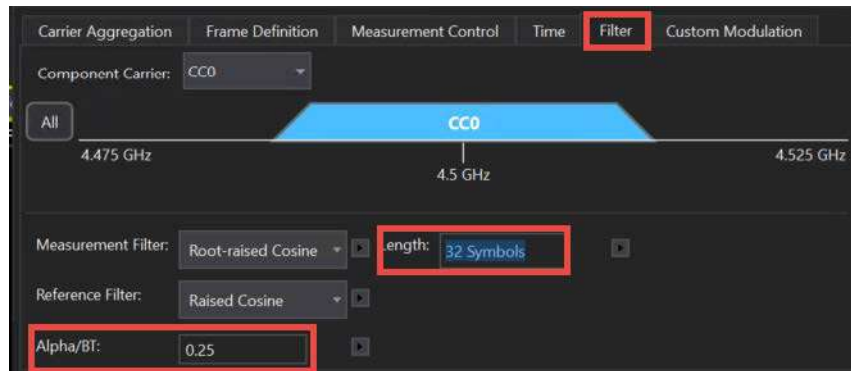 Carrier Aggregation Frame Definition Measurement Control Time Filter Custom Modulation
Component Carrier: CC0
All
CC0
4.475 GHz 4.5 GHz 4.525 GHz
Measurement Filter: Root-raised Cosine Length: 32 Symbols
Reference Filter: Raised Cosine
Alpha/BT: 0.25